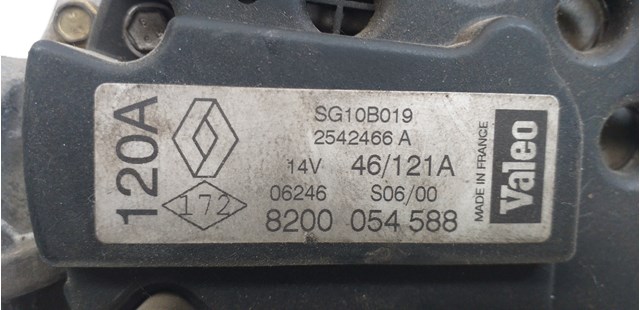 120A
172
SG10B019
2542466 A
14V 46/121A
06246 S06/00
8200 054 588
MADE IN FRANCE
Valeo